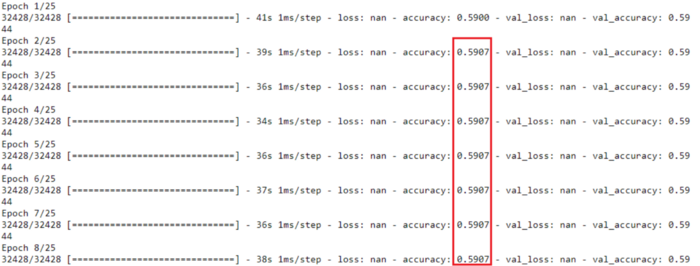 Epoch 1/25
32428/32428 [==============================] - 41s 1ms/step - loss: nan - accuracy: 0.5900 - val_loss: nan - val_accuracy: 0.59
44
Epoch 2/25
32428/32428 [==============================] - 39s 1ms/step - loss: nan - accuracy: 0.5907 - val_loss: nan - val_accuracy: 0.59
44
Epoch 3/25
32428/32428 [==============================] - 36s 1ms/step - loss: nan - accuracy: 0.5907 - val_loss: nan - val_accuracy: 0.59
44
Epoch 4/25
32428/32428 [==============================] - 34s 1ms/step - loss: nan - accuracy: 0.5907 - val_loss: nan - val_accuracy: 0.59
44
Epoch 5/25
32428/32428 [==============================] - 36s 1ms/step - loss: nan - accuracy: 0.5907 - val_loss: nan - val_accuracy: 0.59
44
Epoch 6/25
32428/32428 [==============================] - 37s 1ms/step - loss: nan - accuracy: 0.5907 - val_loss: nan - val_accuracy: 0.59
44
Epoch 7/25
32428/32428 [==============================] - 36s 1ms/step - loss: nan - accuracy: 0.5907 - val_loss: nan - val_accuracy: 0.59
44
Epoch 8/25
32428/32428 [==============================] - 38s 1ms/step - loss: nan - accuracy: 0.5907 - val_loss: nan - val_accuracy: 0.59